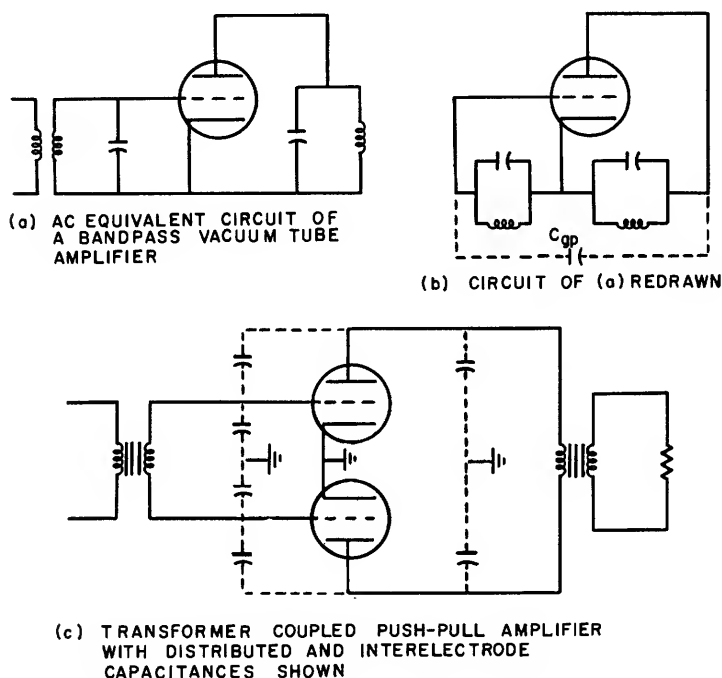 (a) AC EQUIVALENT CIRCUIT OF
A BANDPASS VACUUM TUBE
AMPLIFIER
Cgp
(b) CIRCUIT OF (a) REDRAWN
(c) TRANSFORMER COUPLED PUSH-PULL AMPLIFIER
WITH DISTRIBUTED AND INTERELECTRODE
CAPACITANCES SHOWN